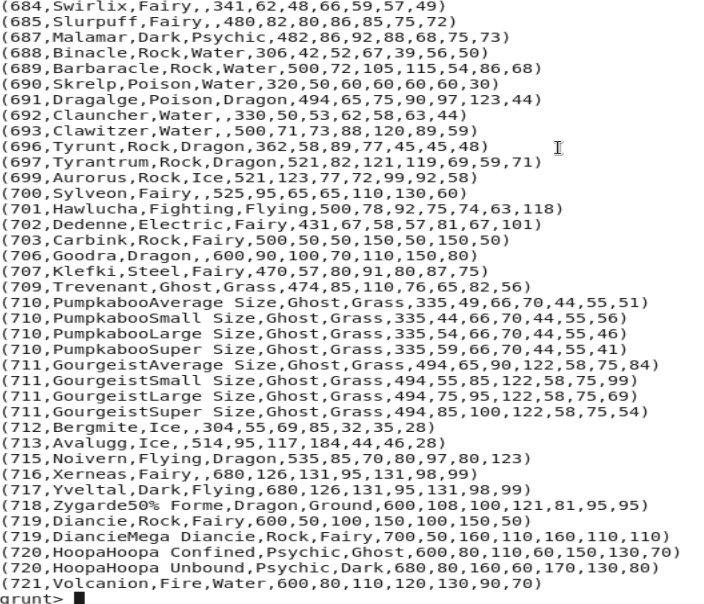 (684,Swirlix,Fairy,,341,62,48,66,59,57,49)
(685,Slurpuff,Fairy,,480,82,80,86,85,75,72)
(687,Malamar,Dark,Psychic,482,86,92,88,68,75,73)
(688,Binacle,Rock,Water,306,42,52,67,39,56,50)
(689,Barbaracle,Rock,Water,500,72,105,115,54,86,68)
(690,Skrelp,Poison,Water,320,50,60,60,60,60,30)
(691,Dragalge,Poison,Dragon,494,65,75,90,97,123,44)
(692,Clauncher,Water,,330,50,53,62,58,63,44)
(693,Clawitzer,Water,,500,71,73,88,120,89,59)
(696,Tyrunt,Rock,Dragon,362,58,89,77,45,45,48)
(697,Tyrantrum,Rock,Dragon,521,82,121,119,69,59,71)
(699,Aurorus,Rock,Ice,521,123,77,72,99,92,58)
(700,Sylveon,Fairy,,525,95,65,65,110,130,60)
(701,Hawlucha,Fighting,Flying,500,78,92,75,74,63,118)
(702,Dedenne,Electric,Fairy,431,67,58,57,81,67,101)
(703,Carbink,Rock,Fairy,500,50,50,150,50,150,50)
(706,Goodra,Dragon,,600,90,100,70,110,150,80)
(707,Klefki,Steel,Fairy,470,57,80,91,80,87,75)
(709,Trevenant,Ghost,Grass,474,85,110,76,65,82,56)
(710,PumpkabooAverage Size,Ghost,Grass,335,49,66,70,44,55,51)
(710,PumpkabooSmall Size,Ghost,Grass,335,44,66,70,44,55,56)
(710,PumpkabooLarge Size,Ghost,Grass,335,54,66,70,44,55,46)
(710,PumpkabooSuper Size,Ghost,Grass,335,59,66,70,44,55,41)
(711,GourgeistAverage Size,Ghost,Grass,494,65,90,122,58,75,84)
(711,GourgeistSmall Size,Ghost,Grass,494,55,85,122,58,75,99)
(711,GourgeistLarge Size,Ghost,Grass,494,75,95,122,58,75,69)
(711,GourgeistSuper Size,Ghost,Grass,494,85,100,122,58,75,54)
(712,Bergmite,Ice,,304,55,69,85,32,35,28)
(713,Avalugg,Ice,,514,95,117,184,44,46,28)
(715,Noivern,Flying,Dragon,535,85,70,80,97,80,123)
(716,Xerneas,Fairy,,680,126,131,95,131,98,99)
(717,Yveltal,Dark,Flying,680,126,131,95,131,98,99)
(718,Zygarde50% Forme,Dragon,Ground,600,108,100,121,81,95,95)
(719,Diancie,Rock,Fairy,600,50,100,150,100,150,50)
(719,DiancieMega Diancie,Rock,Fairy,700,50,160,110,160,110,110)
(720,HoopaHoopa Confined,Psychic,Ghost,600,80,110,60,150,130,70)
(720,HoopaHoopa Unbound,Psychic,Dark,680,80,160,60,170,130,80)
(721,Volcanion,Fire,Water,600,80,110,120,130,90,70)
grunt>